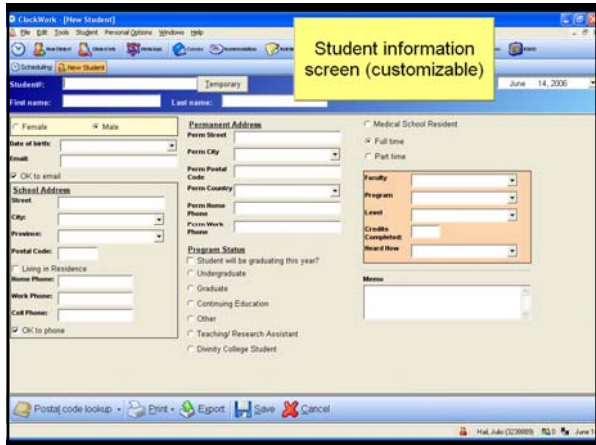 ClockWork - [New Student]
File Edit Tools Student Personal Options Windows Help
Student information
screen (customizable)
Scheduling New Student
Student#: Temporary June 14, 2006
First name: Last name:
Female Male
Date of birth:
Email:
OK to email
School Address
Street
City:
Province:
Postal Code:
Living in Residence
Home Phone:
Work Phone:
Cell Phone:
OK to phone
Permanent Address
Perm Street
Perm City
Perm Postal
Code
Perm Country
Perm Home
Phone
Perm Work
Phone
Program Status
Student will be graduating this year?
Undergraduate
Graduate
Continuing Education
Other
Teaching/ Research Assistant
Divinity College Student
Medical School Resident
Full time
Part time
Faculty
Program
Level
Credits
Completed:
Heard How
Memo
Postal code lookup Print Export Save Cancel
Hail, Julio